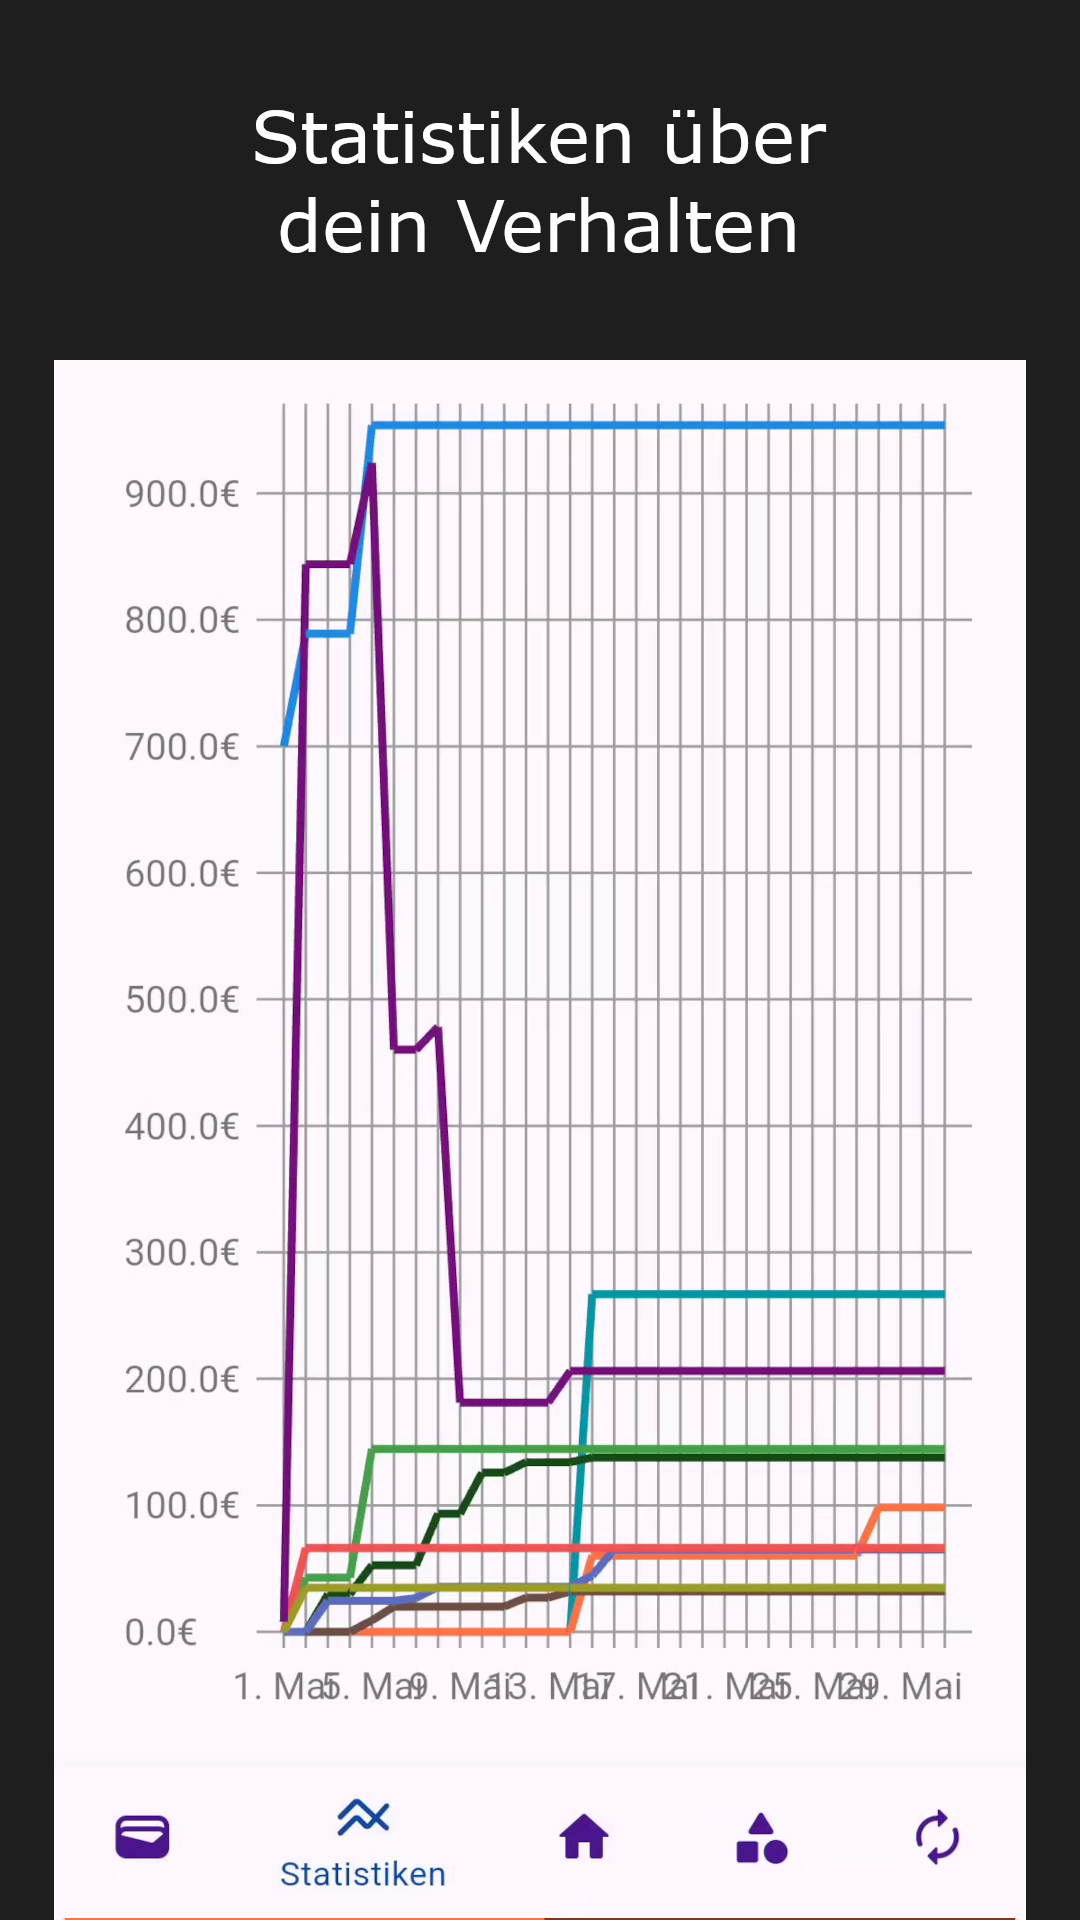 Statistiken über
dein Verhalten
900.0€
800.0€
700.0€
600.0€
500.0€
400.0€
300.0€
200.0€
100.0€
0.0€
1. Mai 5. Mai 9. Mai 13. Mai 17. Mai 21. Mai 25. Mai 29. Mai
Statistiken